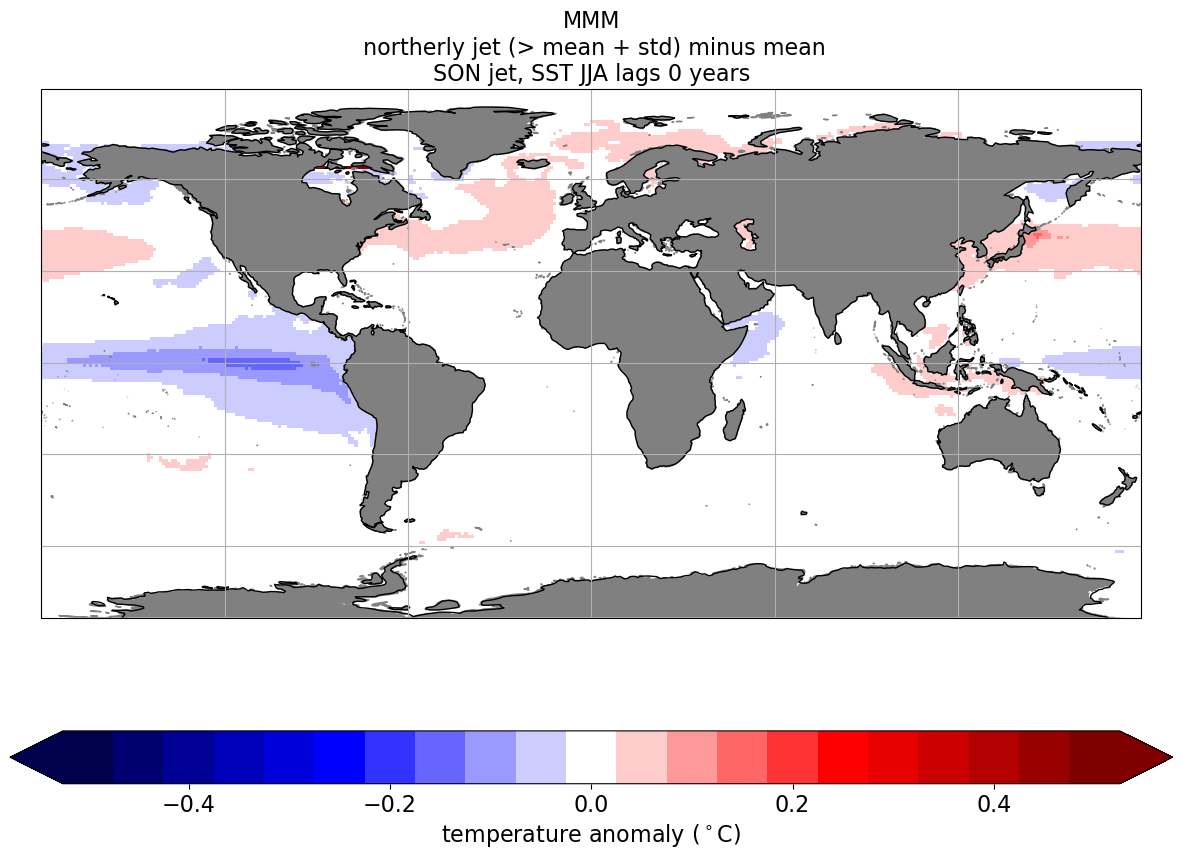 MMM
northerly jet (> mean + std) minus mean
SON jet, SST JJA lags 0 years
−0.4 −0.2 0.0 0.2 0.4
temperature anomaly (°C)